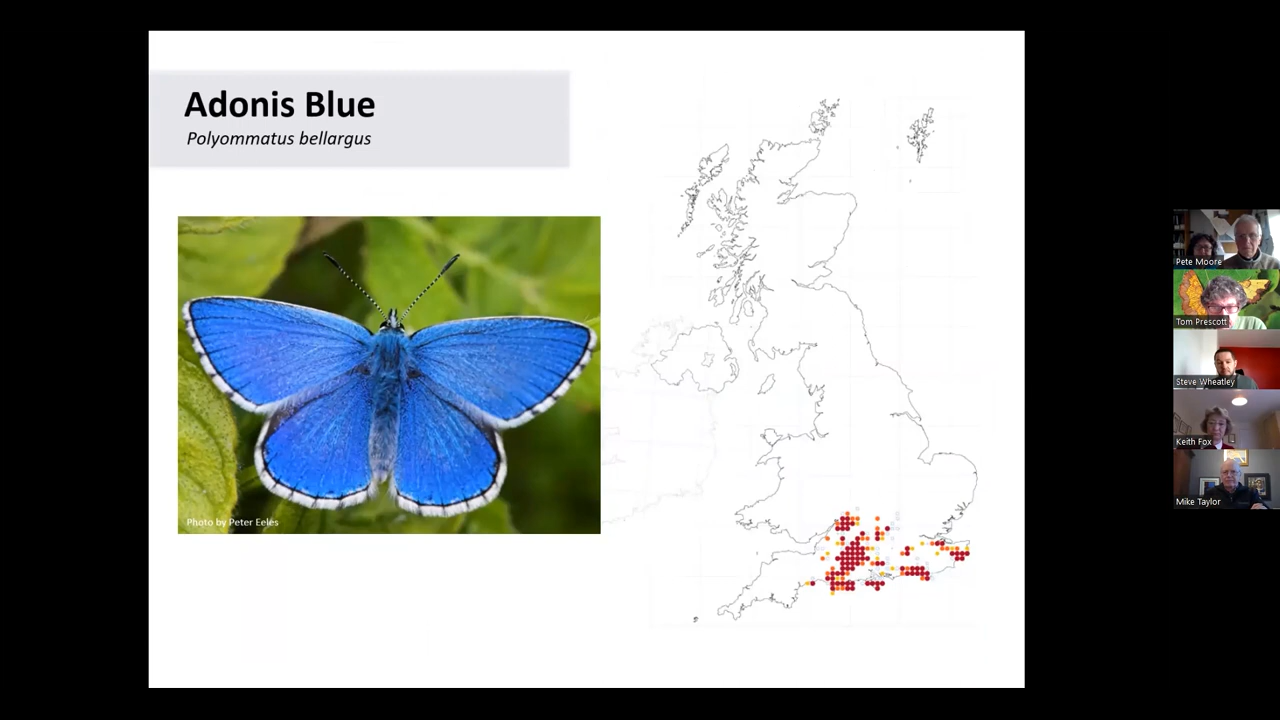 Adonis Blue
Polyommatus bellargus
Photo by Peter Eeles
Pete Moore
Tom Prescott
Steve Wheatley
Keith Fox
Mike Taylor